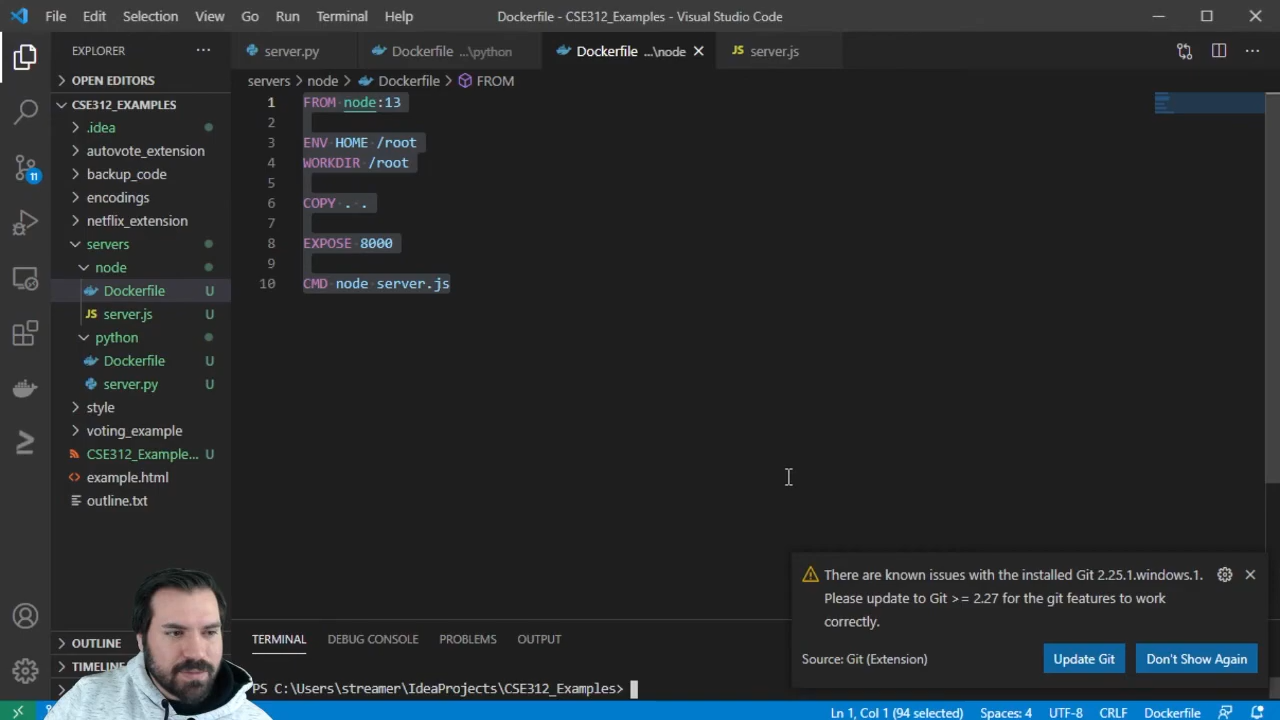 File Edit Selection View Go Run Terminal Help Dockerfile - CSE312_Examples - Visual Studio Code
EXPLORER
server.py Dockerfile ...\python Dockerfile ...\node JS server.js
OPEN EDITORS
servers > node > Dockerfile > FROM
CSE312_EXAMPLES
.idea
autovote_extension
backup_code
encodings
netflix_extension
servers
node
Dockerfile U
JS server.js U
python
Dockerfile U
server.py U
style
voting_example
CSE312_Example... U
example.html
outline.txt
11
OUTLINE
TIMELINE
1 FROM node:13
2
3 ENV HOME /root
4 WORKDIR /root
5
6 COPY . .
7
8 EXPOSE 8000
9
10 CMD node server.js
There are known issues with the installed Git 2.25.1.windows.1.
Please update to Git >= 2.27 for the git features to work
correctly.
Source: Git (Extension) Update Git Don't Show Again
TERMINAL DEBUG CONSOLE PROBLEMS OUTPUT
PS C:\Users\streamer\IdeaProjects\CSE312_Examples>
Ln 1, Col 1 (94 selected) Spaces: 4 UTF-8 CRLF Dockerfile